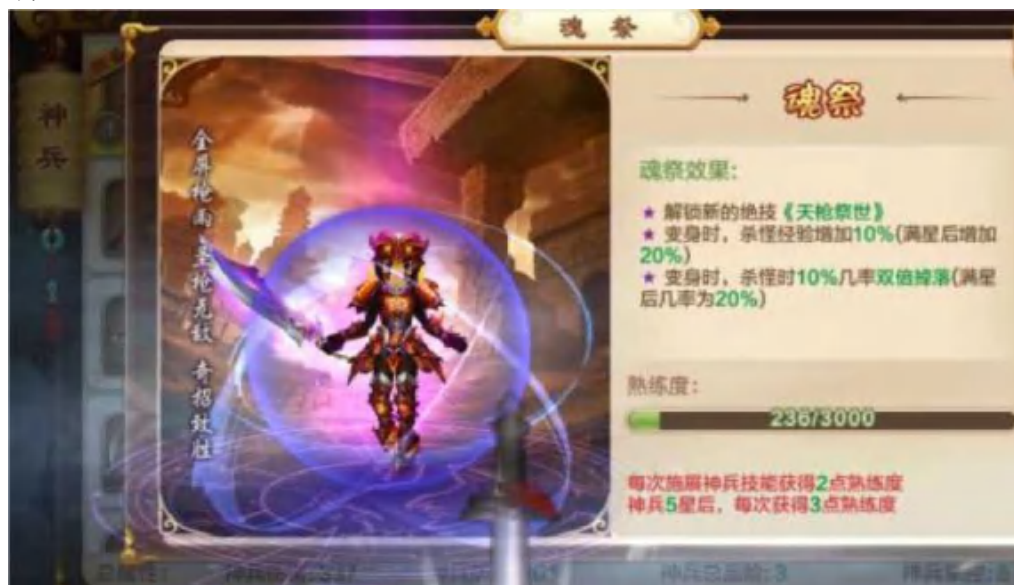 魂祭
神兵
魂祭
全屏枪雨
无敌
奇招致胜
魂祭效果：
★ 解锁新的绝技《天枪祭世》
★ 变身时，杀怪经验增加10%(满星后增加
20%)
★ 变身时，杀怪时10%几率双倍掉落(满星
后几率为20%)
熟练度：
236/3000
每次施展神兵技能获得2点熟练度
神兵5星后，每次获得3点熟练度